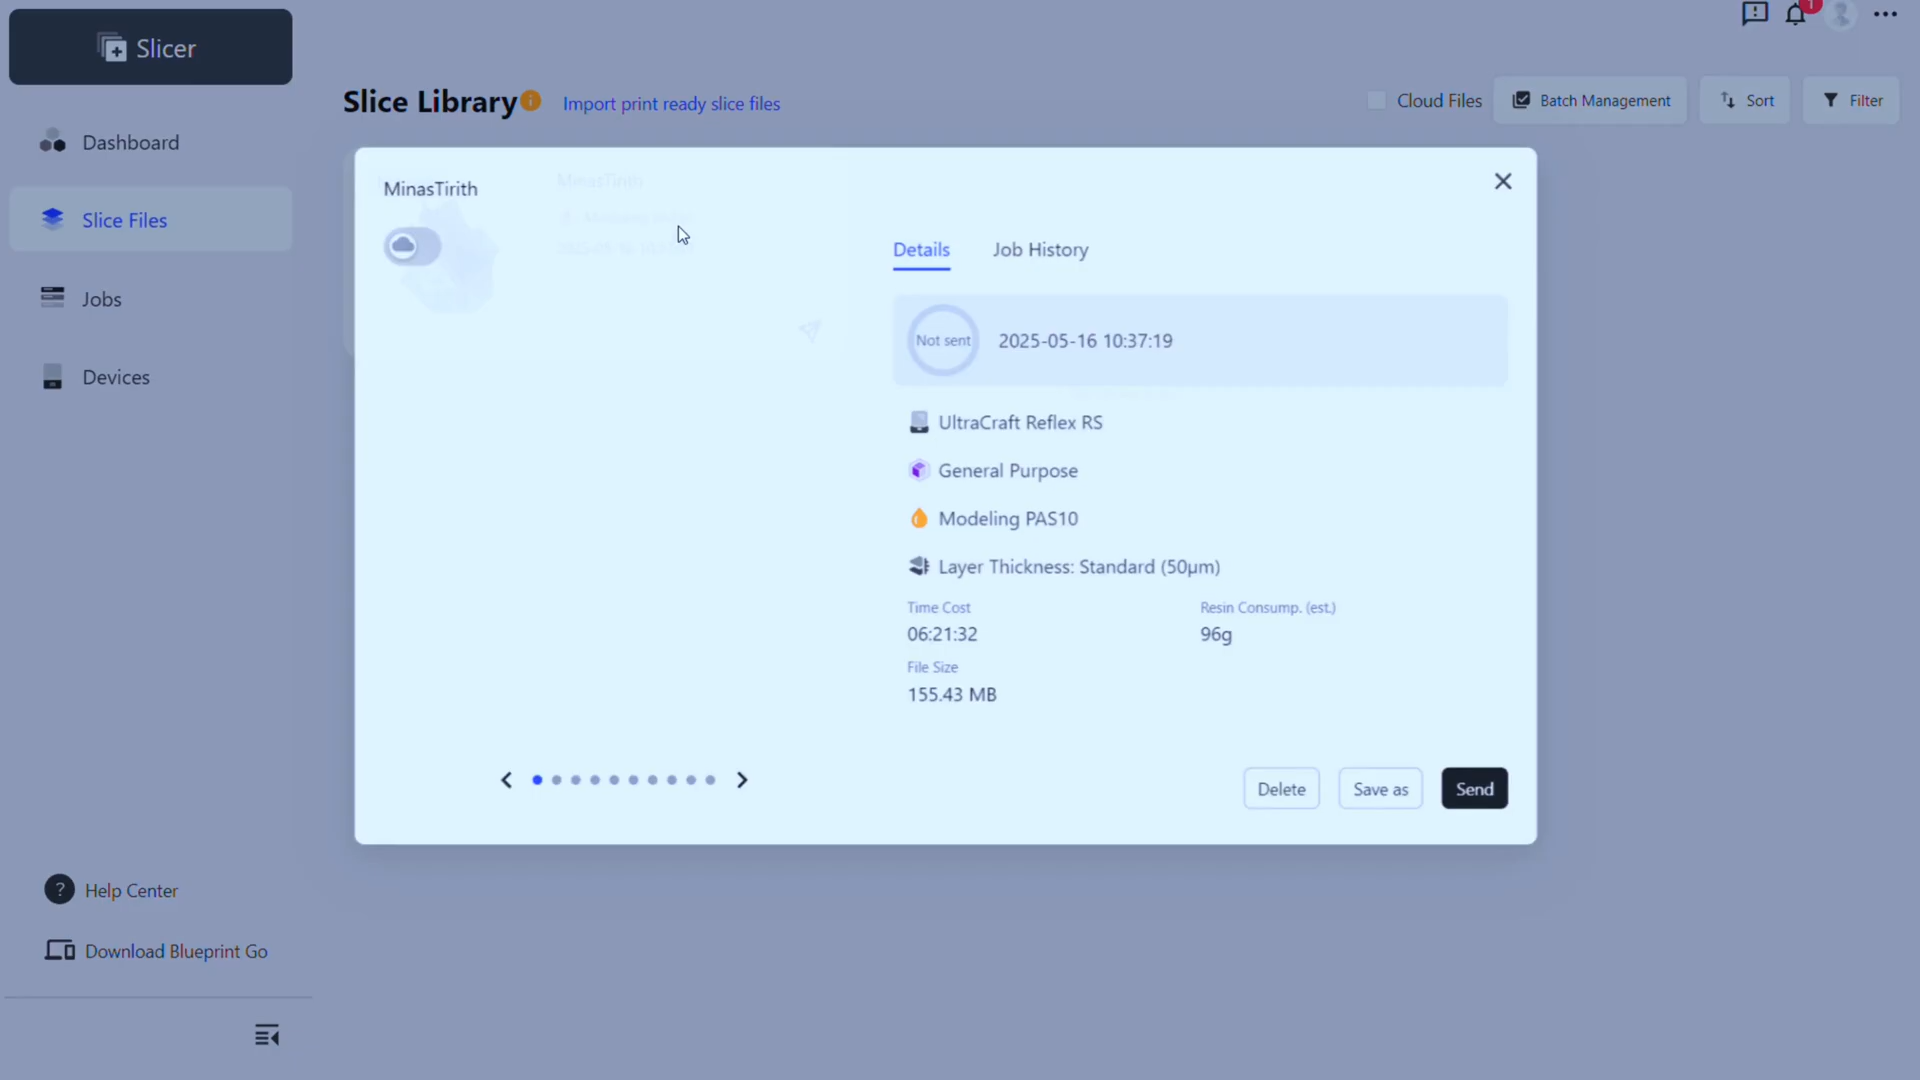 Slicer
1
Dashboard
Slice Files
Jobs
Devices
Help Center
Download Blueprint Go
Slice Library
Import print ready slice files
Cloud Files
Batch Management
Sort
Filter
MinasTirith
MinasTirith
Details
Job History
Not sent
2025-05-16 10:37:19
UltraCraft Reflex RS
General Purpose
Modeling PAS10
Layer Thickness: Standard (50µm)
Time Cost
Resin Consump. (est.)
06:21:32
96g
File Size
155.43 MB
Delete
Save as
Send